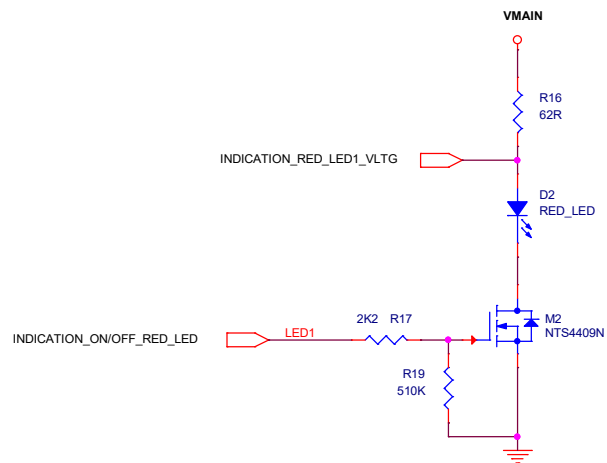 VMAIN
R16
62R
INDICATION_RED_LED1_VLTG
D2
RED_LED
2K2 R17
M2
NTS4409N
INDICATION_ON/OFF_RED_LED
LED1
R19
510K